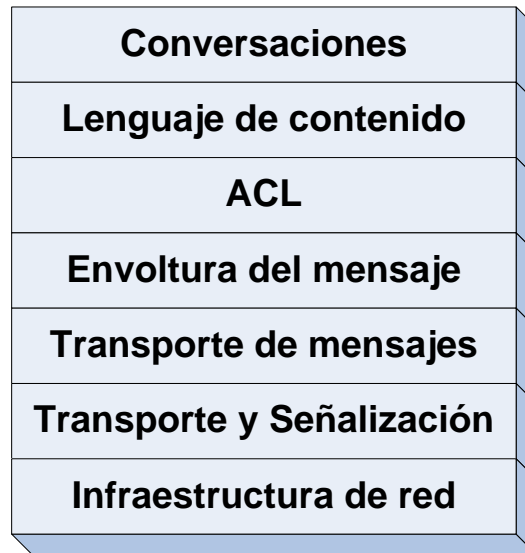 Conversaciones
Lenguaje de contenido
ACL
Envoltura del mensaje
Transporte de mensajes
Transporte y Señalización
Infraestructura de red